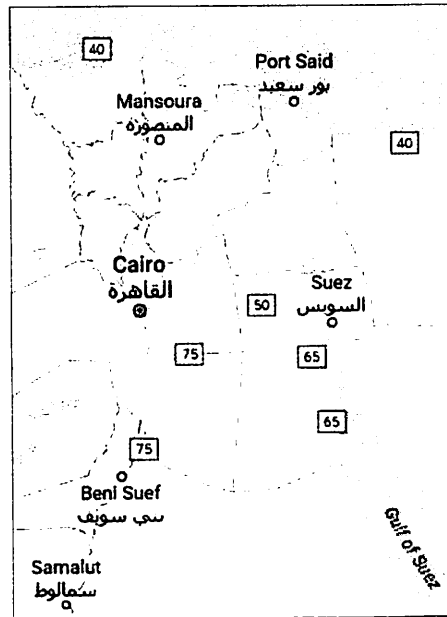 40
Port Said
بور سعيد
Mansoura
المنصورة
40
Cairo
القاهرة
Suez
السويس
50
75
65
65
75
Beni Suef
بني سويف
Gulf of Suez
Samalut
سمالوط